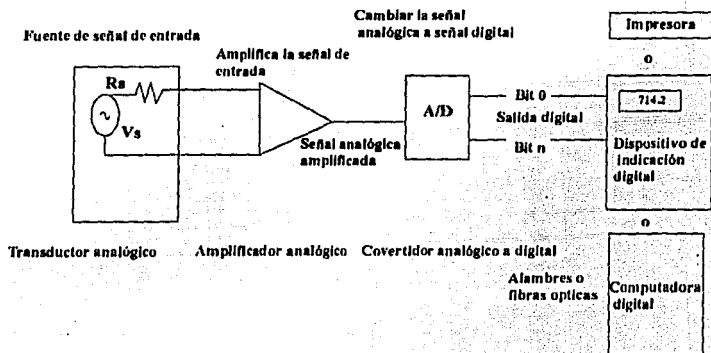 Cambiar la señal
analógica a señal digital
Impresora
Fuente de señal de entrada
Amplifica la señal de
entrada
o
Rs
Vs
A/D
Bit 0
Salida digital
Bit n
714.2
Señal analógica
amplificada
Dispositivo de
indicación
digital
o
Transductor analógico
Amplificador analógico
Covertidor analógico a digital
Alambres o
fibras opticas
Computadora
digital